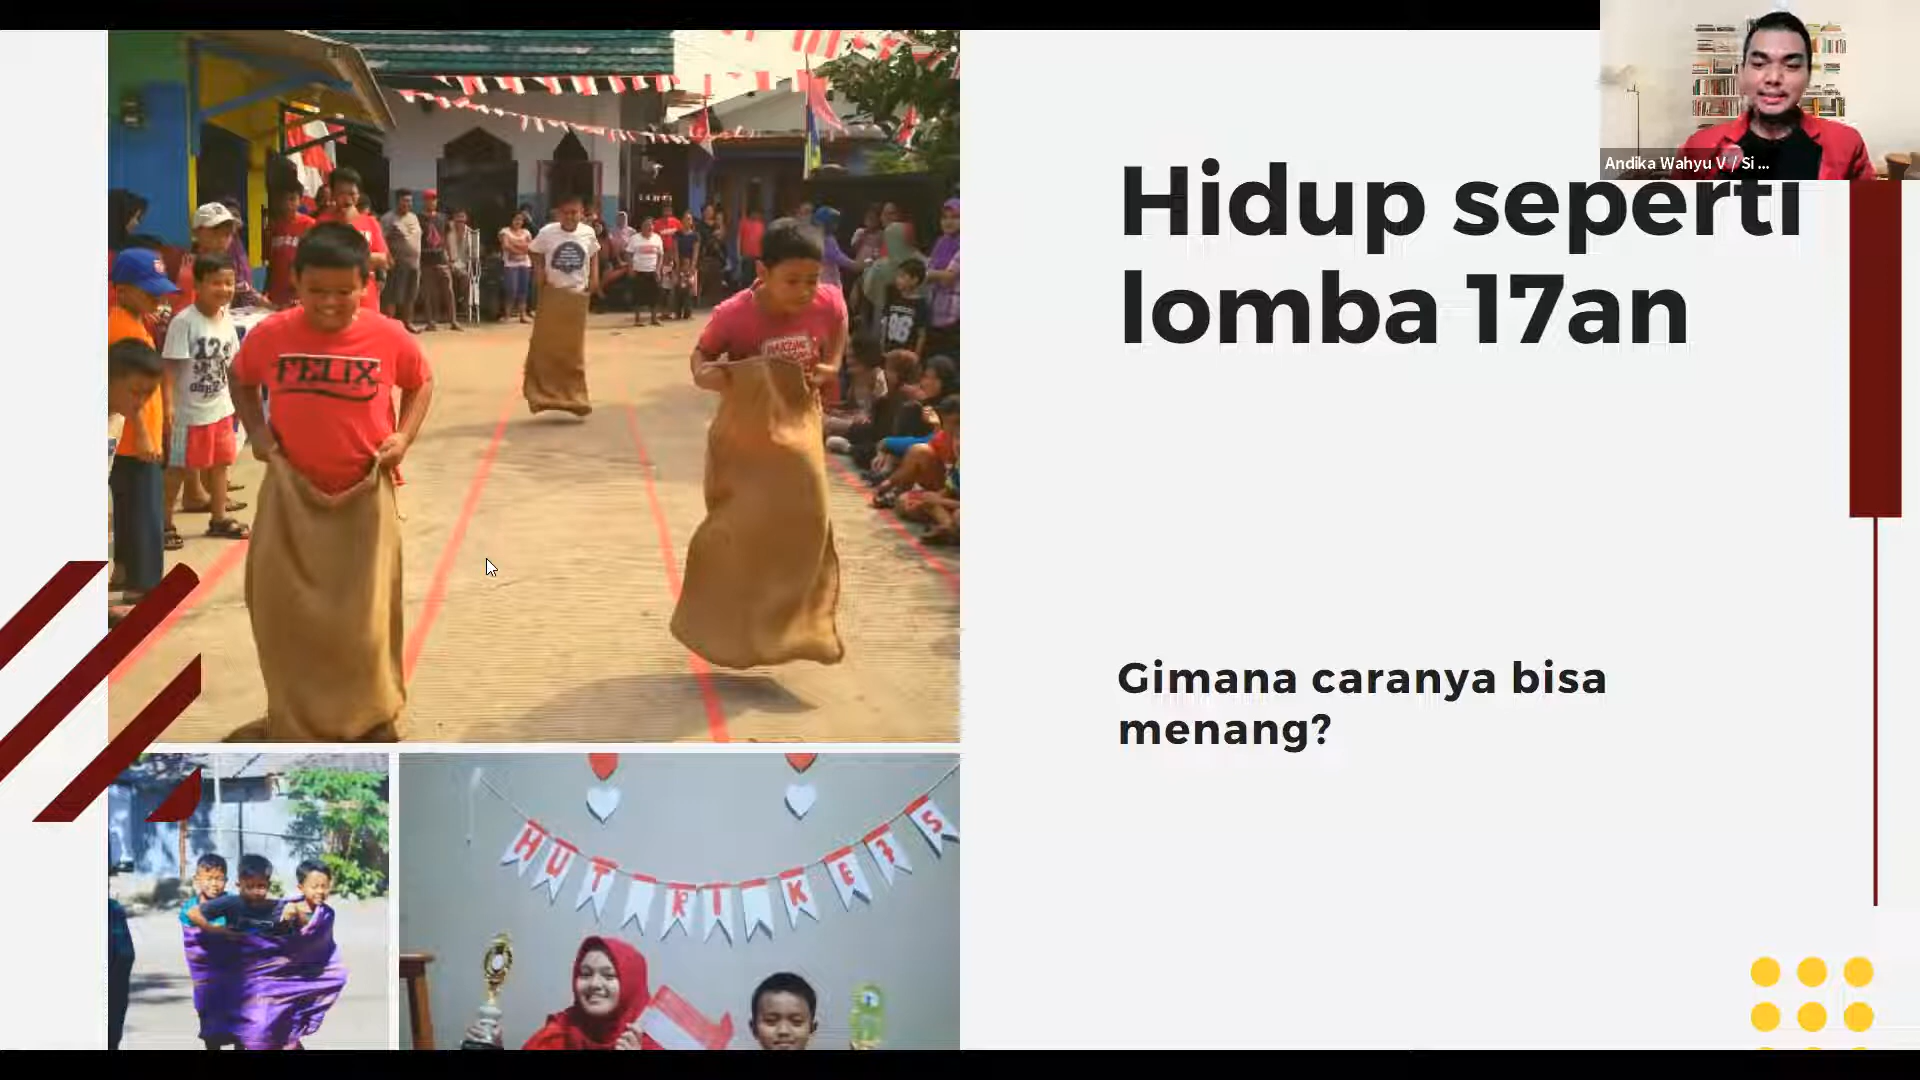 Andika Wahyu V / Si ...
Hidup seperti
lomba 17an
Gimana caranya bisa
menang?
FELIX
HUT RI KE 75